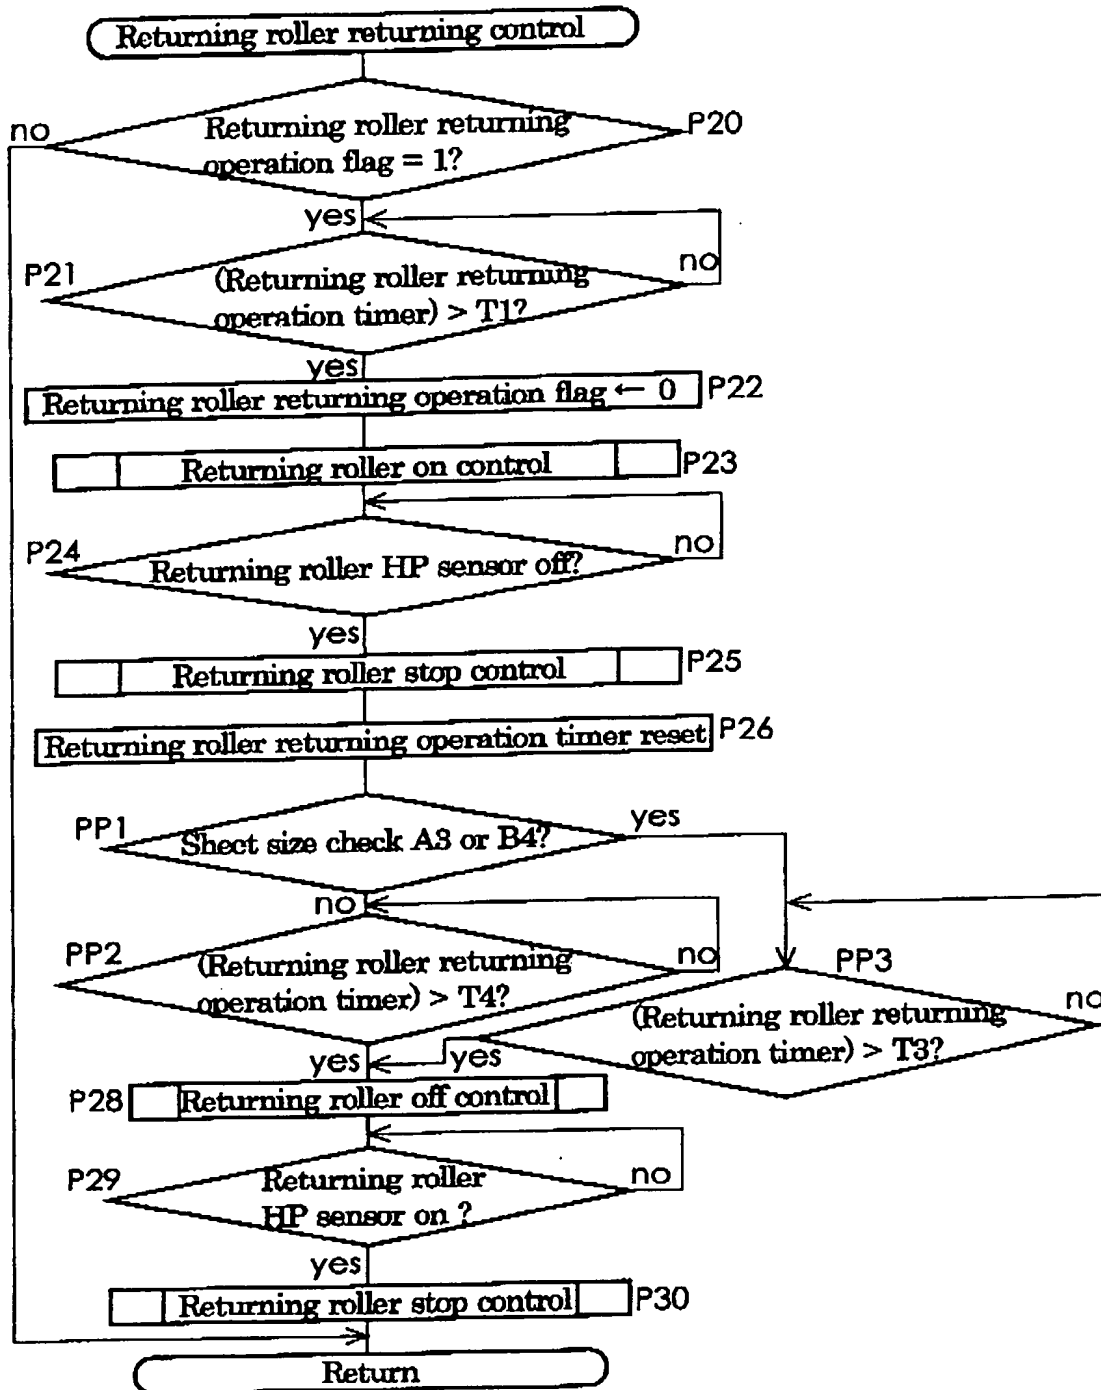 Returning roller returning control
no
Returning roller returning
operation flag = 1?
P20
yes
P21
(Returning roller returning
operation timer) > T1?
no
yes
Returning roller returning operation flag ← 0
P22
Returning roller on control
P23
P24
Returning roller HP sensor off?
no
yes
Returning roller stop control
P25
Returning roller returning operation timer reset
P26
PP1
Sheet size check A3 or B4?
yes
no
PP2
(Returning roller returning
operation timer) > T4?
no
PP3
(Returning roller returning
operation timer) > T3?
no
yes
yes
P28
Returning roller off control
P29
Returning roller
HP sensor on ?
no
yes
Returning roller stop control
P30
Return